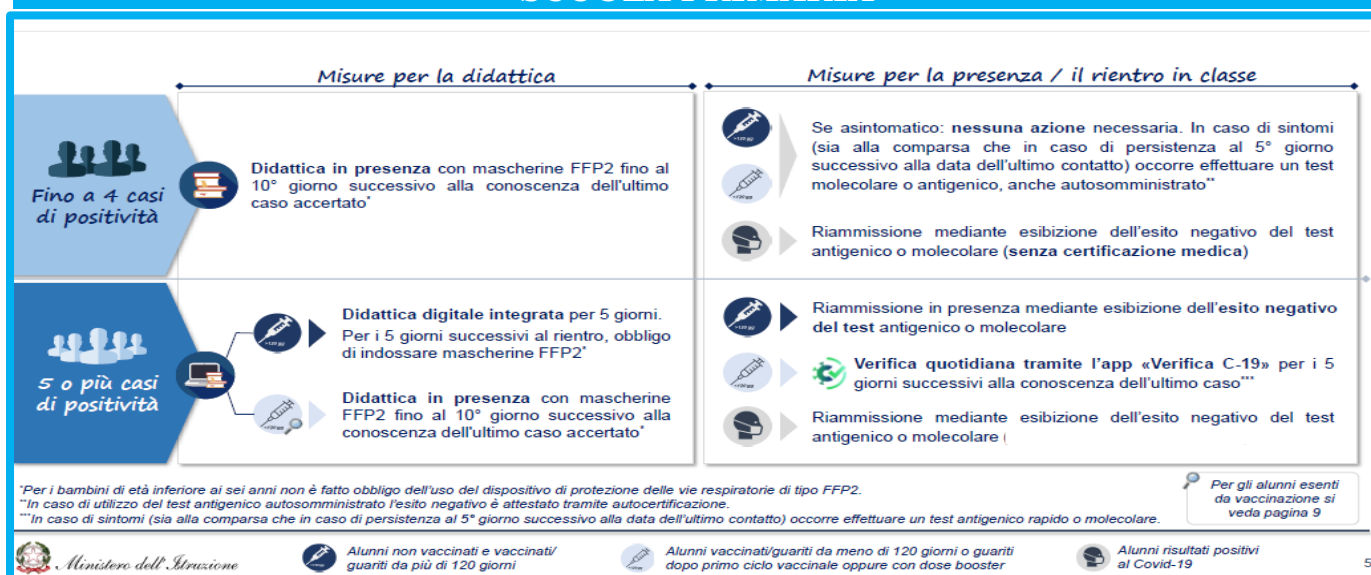 SCUOLA PRIMARIA
Misure per la didattica
Misure per la presenza / il rientro in classe
Fino a 4 casi
di positività
Didattica in presenza con mascherine FFP2 fino al
10° giorno successivo alla conoscenza dell'ultimo
caso accertato*
Se asintomatico: nessuna azione necessaria. In caso di sintomi
(sia alla comparsa che in caso di persistenza al 5° giorno
successivo alla data dell'ultimo contatto) occorre effettuare un test
molecolare o antigenico, anche autosomministrato**
Riammissione mediante esibizione dell'esito negativo del test
antigenico o molecolare (senza certificazione medica)
5 o più casi
di positività
Didattica digitale integrata per 5 giorni.
Per i 5 giorni successivi al rientro, obbligo
di indossare mascherine FFP2*
Didattica in presenza con mascherine
FFP2 fino al 10° giorno successivo alla
conoscenza dell'ultimo caso accertato*
Riammissione in presenza mediante esibizione dell'esito negativo
del test antigenico o molecolare
Verifica quotidiana tramite l'app «Verifica C-19» per i 5
giorni successivi alla conoscenza dell'ultimo caso***
Riammissione mediante esibizione dell'esito negativo del test
antigenico o molecolare (
*Per i bambini di età inferiore ai sei anni non è fatto obbligo dell'uso del dispositivo di protezione delle vie respiratorie di tipo FFP2.
**In caso di utilizzo del test antigenico autosomministrato l'esito negativo è attestato tramite autocertificazione.
***In caso di sintomi (sia alla comparsa che in caso di persistenza al 5° giorno successivo alla data dell'ultimo contatto) occorre effettuare un test antigenico rapido o molecolare.
Per gli alunni esenti
da vaccinazione si
veda pagina 9
Ministero dell'Istruzione
Alunni non vaccinati e vaccinati/
guariti da più di 120 giorni
Alunni vaccinati/guariti da meno di 120 giorni o guariti
dopo primo ciclo vaccinale oppure con dose booster
Alunni risultati positivi
al Covid-19
5